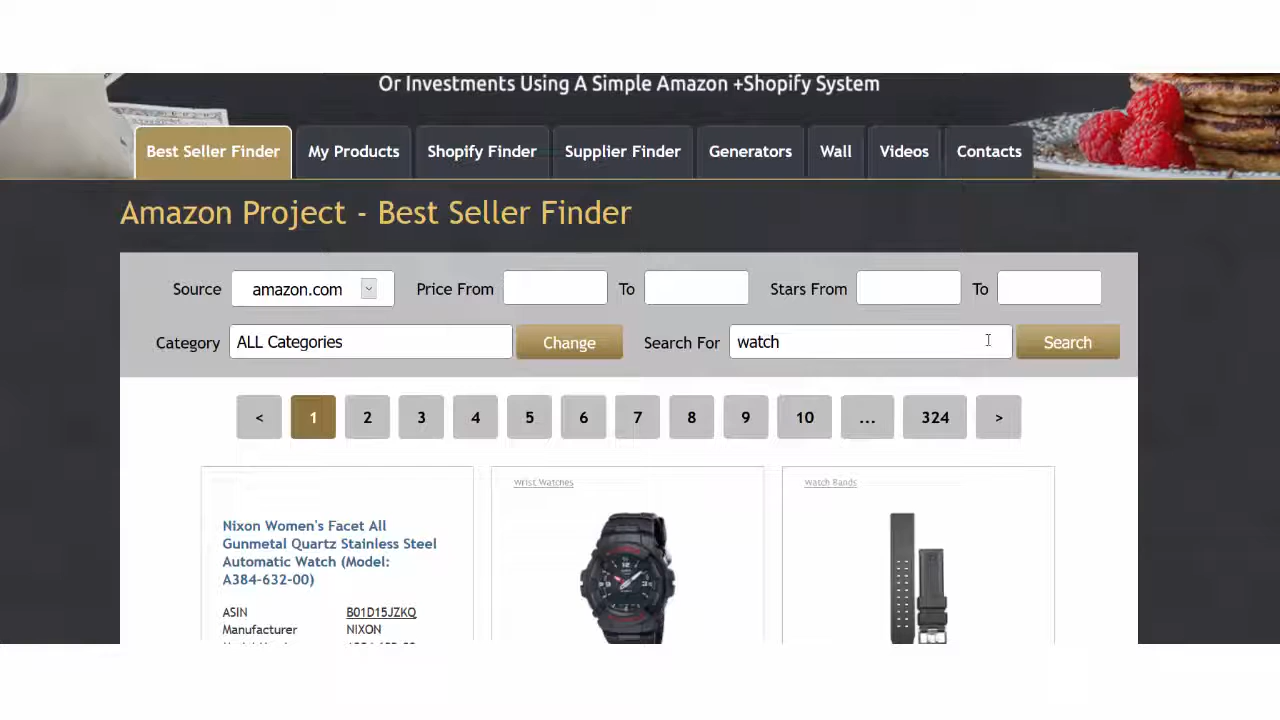 Or Investments Using A Simple Amazon +Shopify System
Best Seller Finder My Products Shopify Finder Supplier Finder Generators Wall Videos Contacts
Amazon Project - Best Seller Finder
Source amazon.com Price From To Stars From To
Category ALL Categories Change Search For watch Search
< 1 2 3 4 5 6 7 8 9 10 ... 324 >
Wrist Watches
Watch Bands
Nixon Women's Facet All
Gunmetal Quartz Stainless Steel
Automatic Watch (Model:
A384-632-00)
ASIN B01D15JZKQ
Manufacturer NIXON